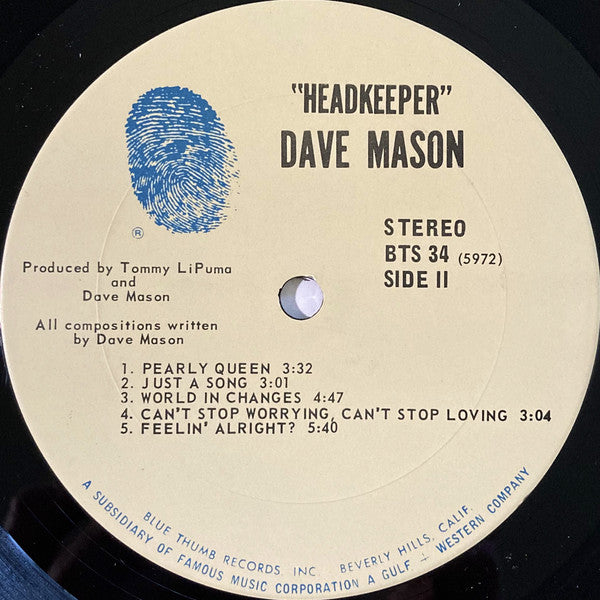 "HEADKEEPER"
DAVE MASON
®
STEREO
BTS 34 (5972)
SIDE II
Produced by Tommy LiPuma
and
Dave Mason
All compositions written
by Dave Mason
1. PEARLY QUEEN 3:32
2. JUST A SONG 3:01
3. WORLD IN CHANGES 4:47
4. CAN'T STOP WORRYING, CAN'T STOP LOVING 3:04
5. FEELIN' ALRIGHT? 5:40
BLUE THUMB RECORDS, INC. BEVERLY HILLS, CALIF.
A SUBSIDIARY OF FAMOUS MUSIC CORPORATION A GULF + WESTERN COMPANY